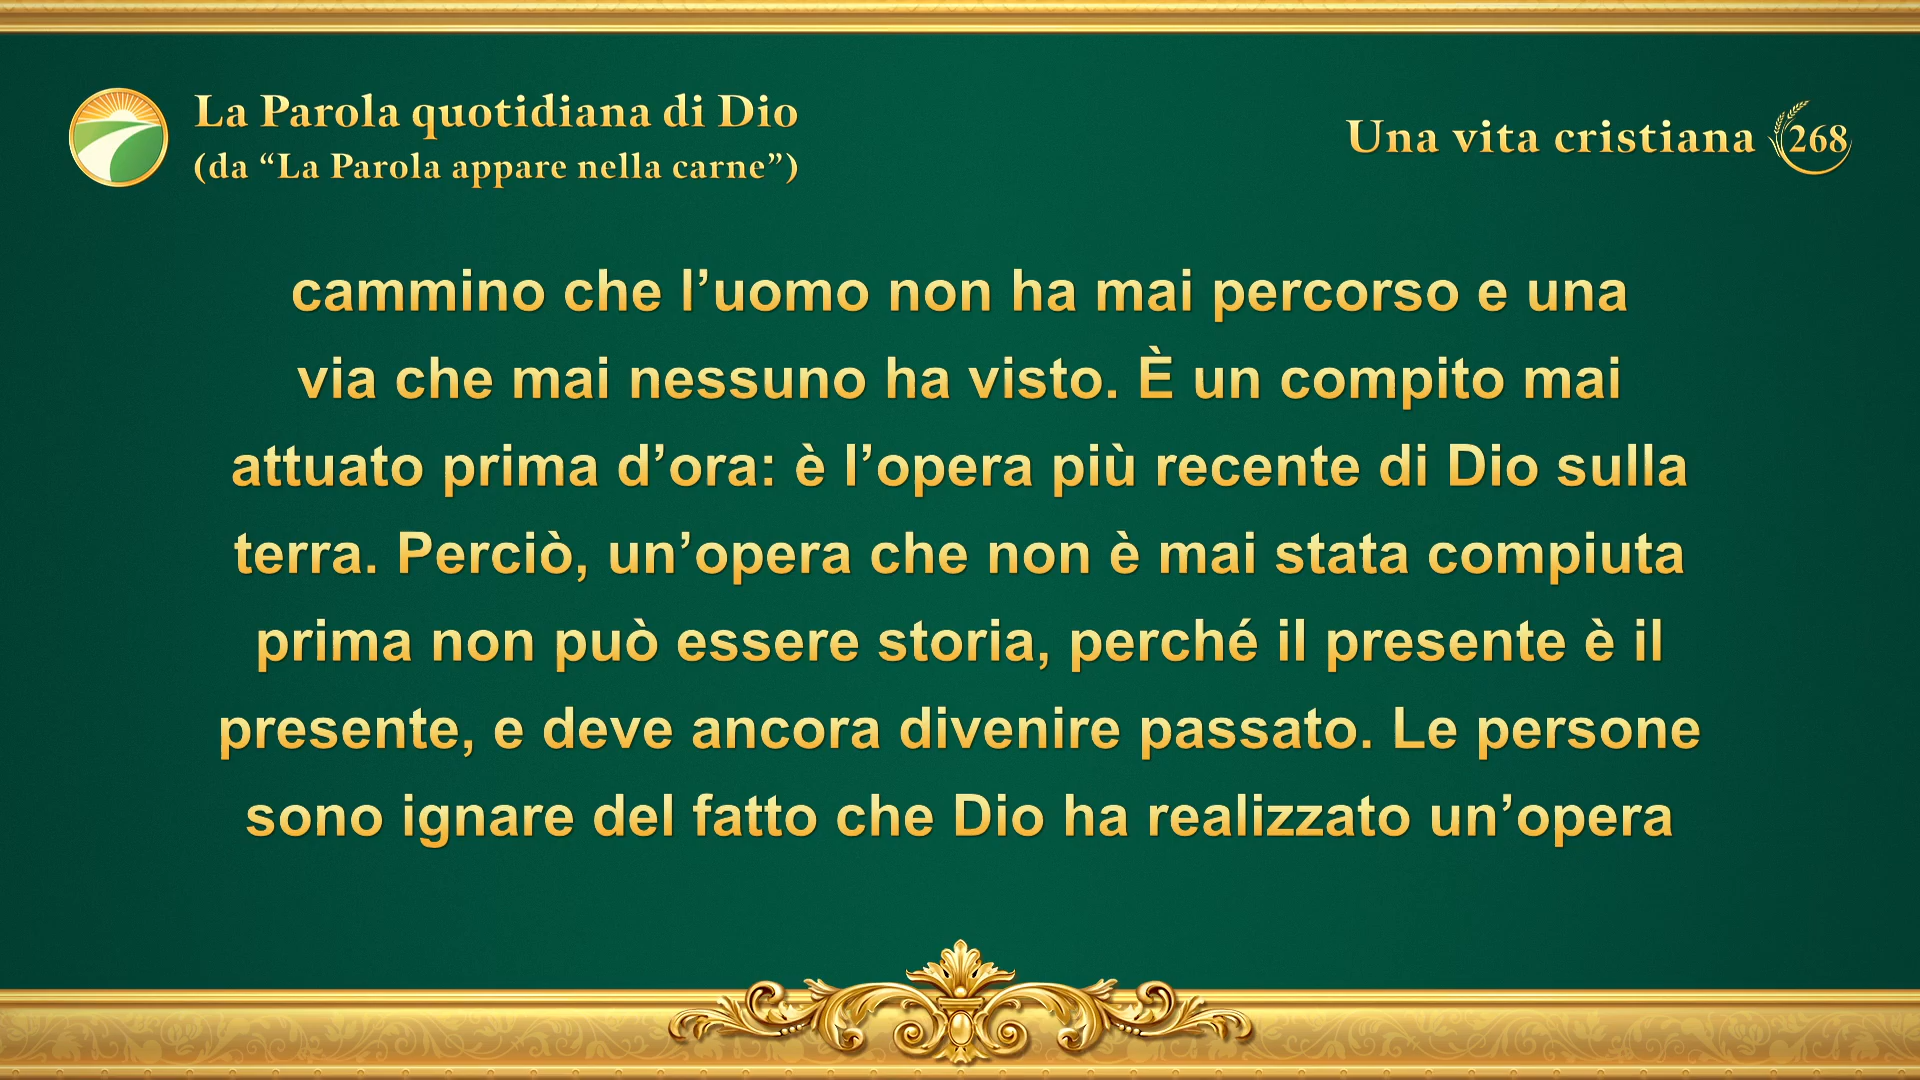 La Parola quotidiana di Dio
(da “La Parola appare nella carne”)
Una vita cristiana 268
cammino che l’uomo non ha mai percorso e una
via che mai nessuno ha visto. È un compito mai
attuato prima d’ora: è l’opera più recente di Dio sulla
terra. Perciò, un’opera che non è mai stata compiuta
prima non può essere storia, perché il presente è il
presente, e deve ancora divenire passato. Le persone
sono ignare del fatto che Dio ha realizzato un’opera